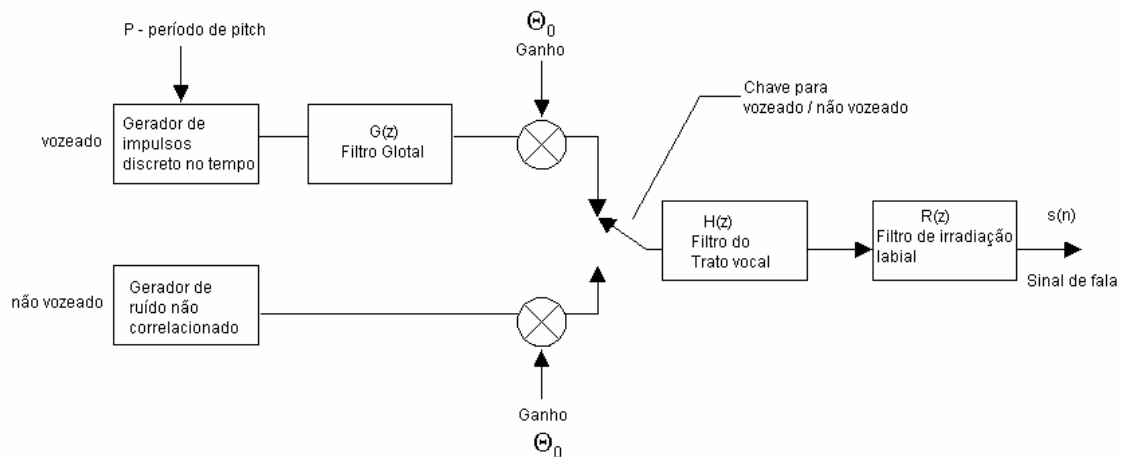 P - período de pitch
Θ₀
Ganho
Chave para
vozeado / não vozeado
vozeado
Gerador de
impulsos
discreto no tempo
G(z)
Filtro Glotal
H(z)
Filtro do
Trato vocal
R(z)
Filtro de irradiação
labial
s(n)
Sinal de fala
não vozeado
Gerador de
ruído não
correlacionado
Ganho
Θ₀